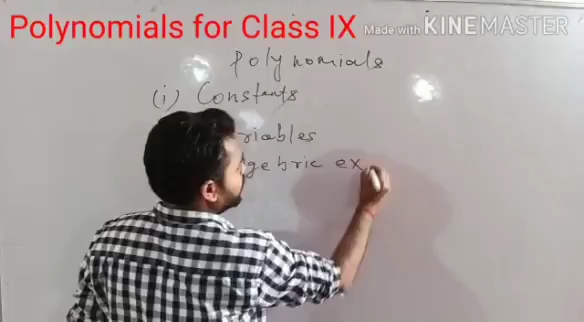 Polynomials for Class IX
Made with KINEMASTER
Polynomials
(i) Constants
riables
gebric ex